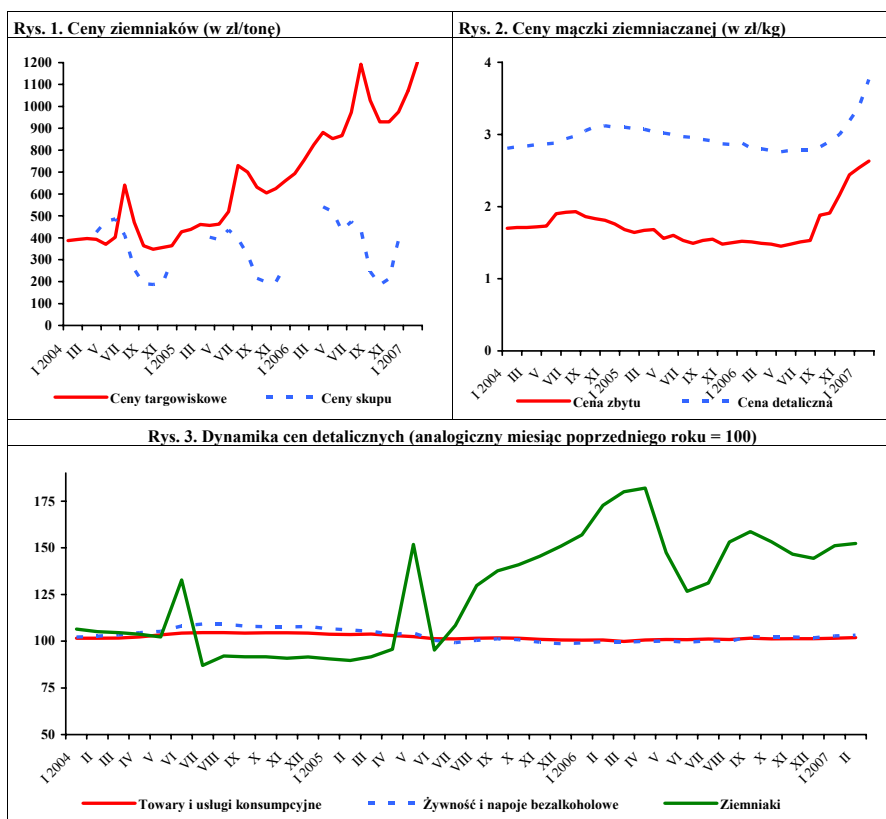 Rys. 1. Ceny ziemniaków (w zł/tonę)
1200
1100
1000
900
800
700
600
500
400
300
200
100
0
I 2004 III V VII IX XI I 2005 III V VII IX XI I 2006 III V VII IX XI I 2007
Ceny targowiskowe Ceny skupu
Rys. 2. Ceny mączki ziemniaczanej (w zł/kg)
4
3
2
1
0
I 2004 III V VII IX XI I 2005 III V VII IX XI I 2006 III V VII IX XI I 2007
Cena zbytu Cena detaliczna
Rys. 3. Dynamika cen detalicznych (analogiczny miesiąc poprzedniego roku = 100)
175
150
125
100
75
50
I 2004 II III IV V VI VII VIII IX X XI XII I 2005 II III IV V VI VII VIII IX X XI XII I 2006 II III IV V VI VII VIII IX X XI XII I 2007 II
Towary i usługi konsumpcyjne Żywność i napoje bezalkoholowe Ziemniaki